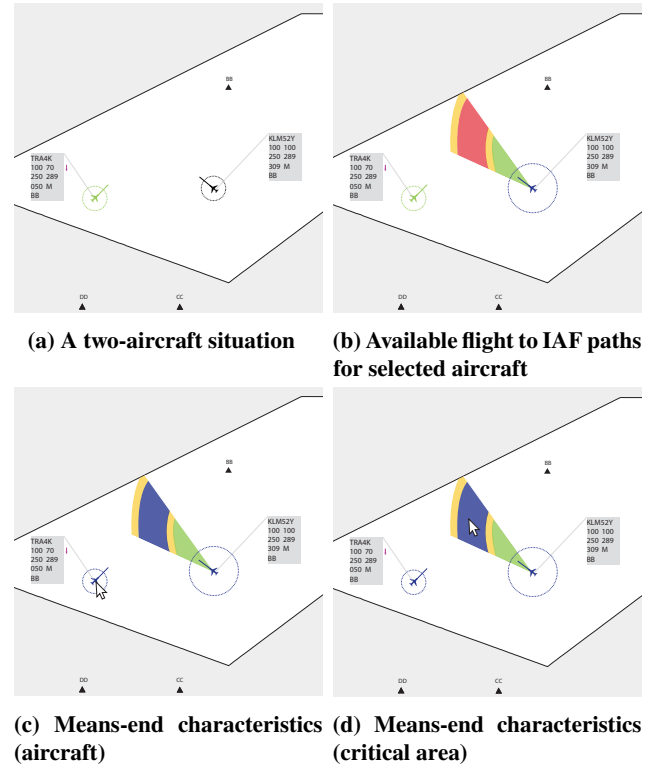 BB
KLM52Y
100 100
250 289
309 M
BB
TRA4K
100 70
250 289
050 M
BB
DD
CC
(a) A two-aircraft situation
BB
KLM52Y
100 100
250 289
309 M
BB
TRA4K
100 70
250 289
050 M
BB
DD
CC
(b) Available flight to IAF paths
for selected aircraft
BB
KLM52Y
100 100
250 289
309 M
BB
TRA4K
100 70
250 289
050 M
BB
DD
CC
(c) Means-end characteristics
(aircraft)
BB
KLM52Y
100 100
250 289
309 M
BB
TRA4K
100 70
250 289
050 M
BB
DD
CC
(d) Means-end characteristics
(critical area)